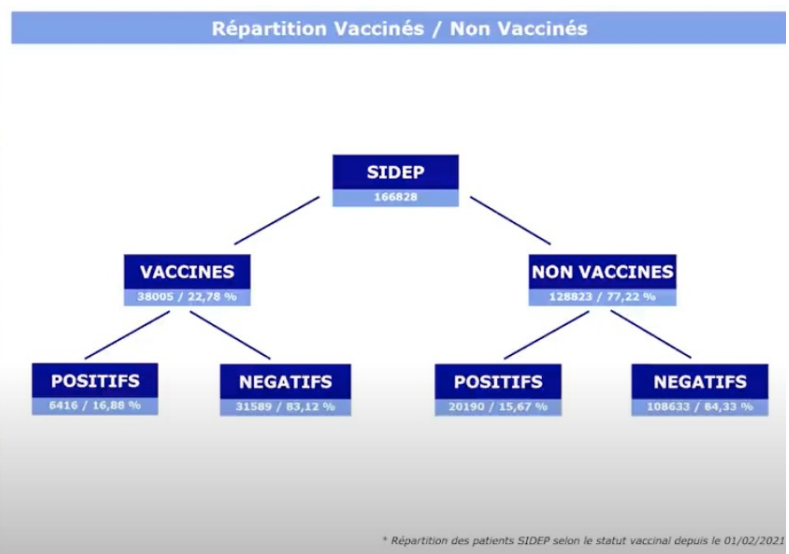 Répartition Vaccinés / Non Vaccinés
SIDEP
166828
VACCINES
38005 / 22,78 %
NON VACCINES
128823 / 77,22 %
POSITIFS
6416 / 16,88 %
NEGATIFS
31589 / 83,12 %
POSITIFS
20190 / 15,67 %
NEGATIFS
108633 / 84,33 %
* Répartition des patients SIDEP selon le statut vaccinal depuis le 01/02/2021